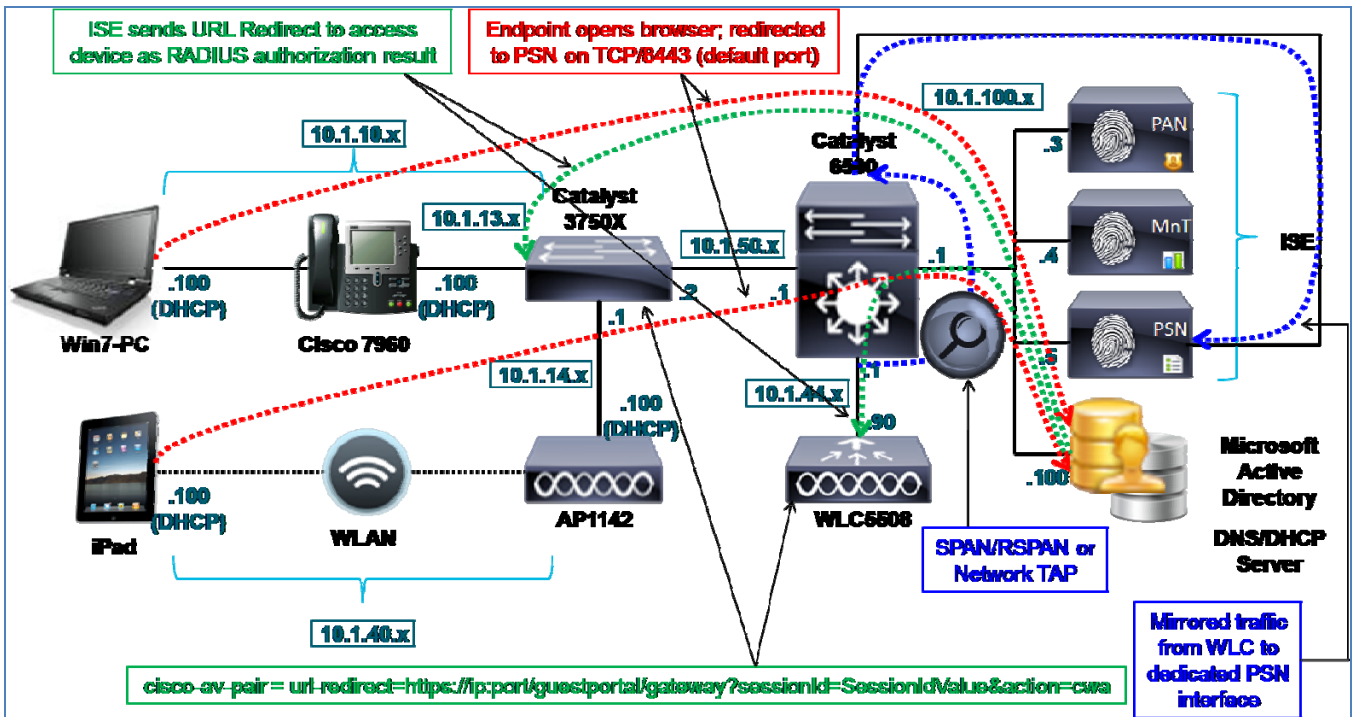 ISE sends URL Redirect to access
device as RADIUS authorization result
Endpoint opens browser; redirected
to PSN on TCP/8443 (default port)
10.1.100.x
10.1.10.x
Catalyst
6500
.3
PAN
Catalyst
3750X
10.1.13.x
10.1.50.x
.1
.4
MnT
ISE
.100
(DHCP)
.100
(DHCP)
.2
.1
Win7-PC
Cisco 7960
.1
.5
PSN
10.1.14.x
.1
10.1.44.x
.100
(DHCP)
.90
.100
(DHCP)
.100
Microsoft
Active
Directory
DNS/DHCP
Server
iPad
WLAN
AP1142
WLC5508
SPAN/RSPAN or
Network TAP
10.1.40.x
Mirrored traffic
from WLC to
dedicated PSN
interface
cisco-av-pair = url-redirect=https://ip:port/guestportal/gateway?sessionId=SessionIdValue&action=cwa